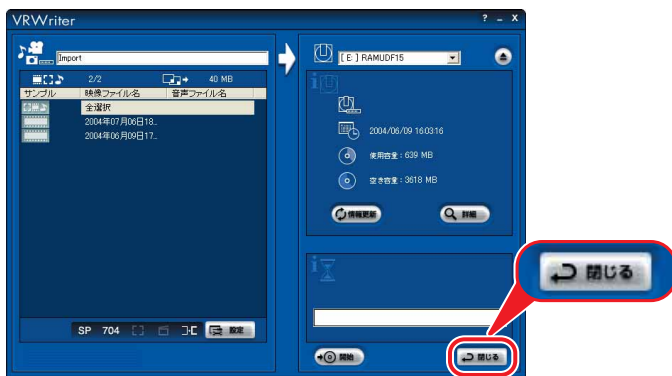 VRWriter
? _ X
Import
[E:] RAMUDF15
2/2 40 MB
サンプル 映像ファイル名 音声ファイル名
全選択
2004年07月06日18_
2004年06月09日17_
2004/06/09 16:03:16
使用容量 : 639 MB
空き容量 : 3618 MB
情報更新 詳細
SP 704 設定
開始 閉じる
閉じる